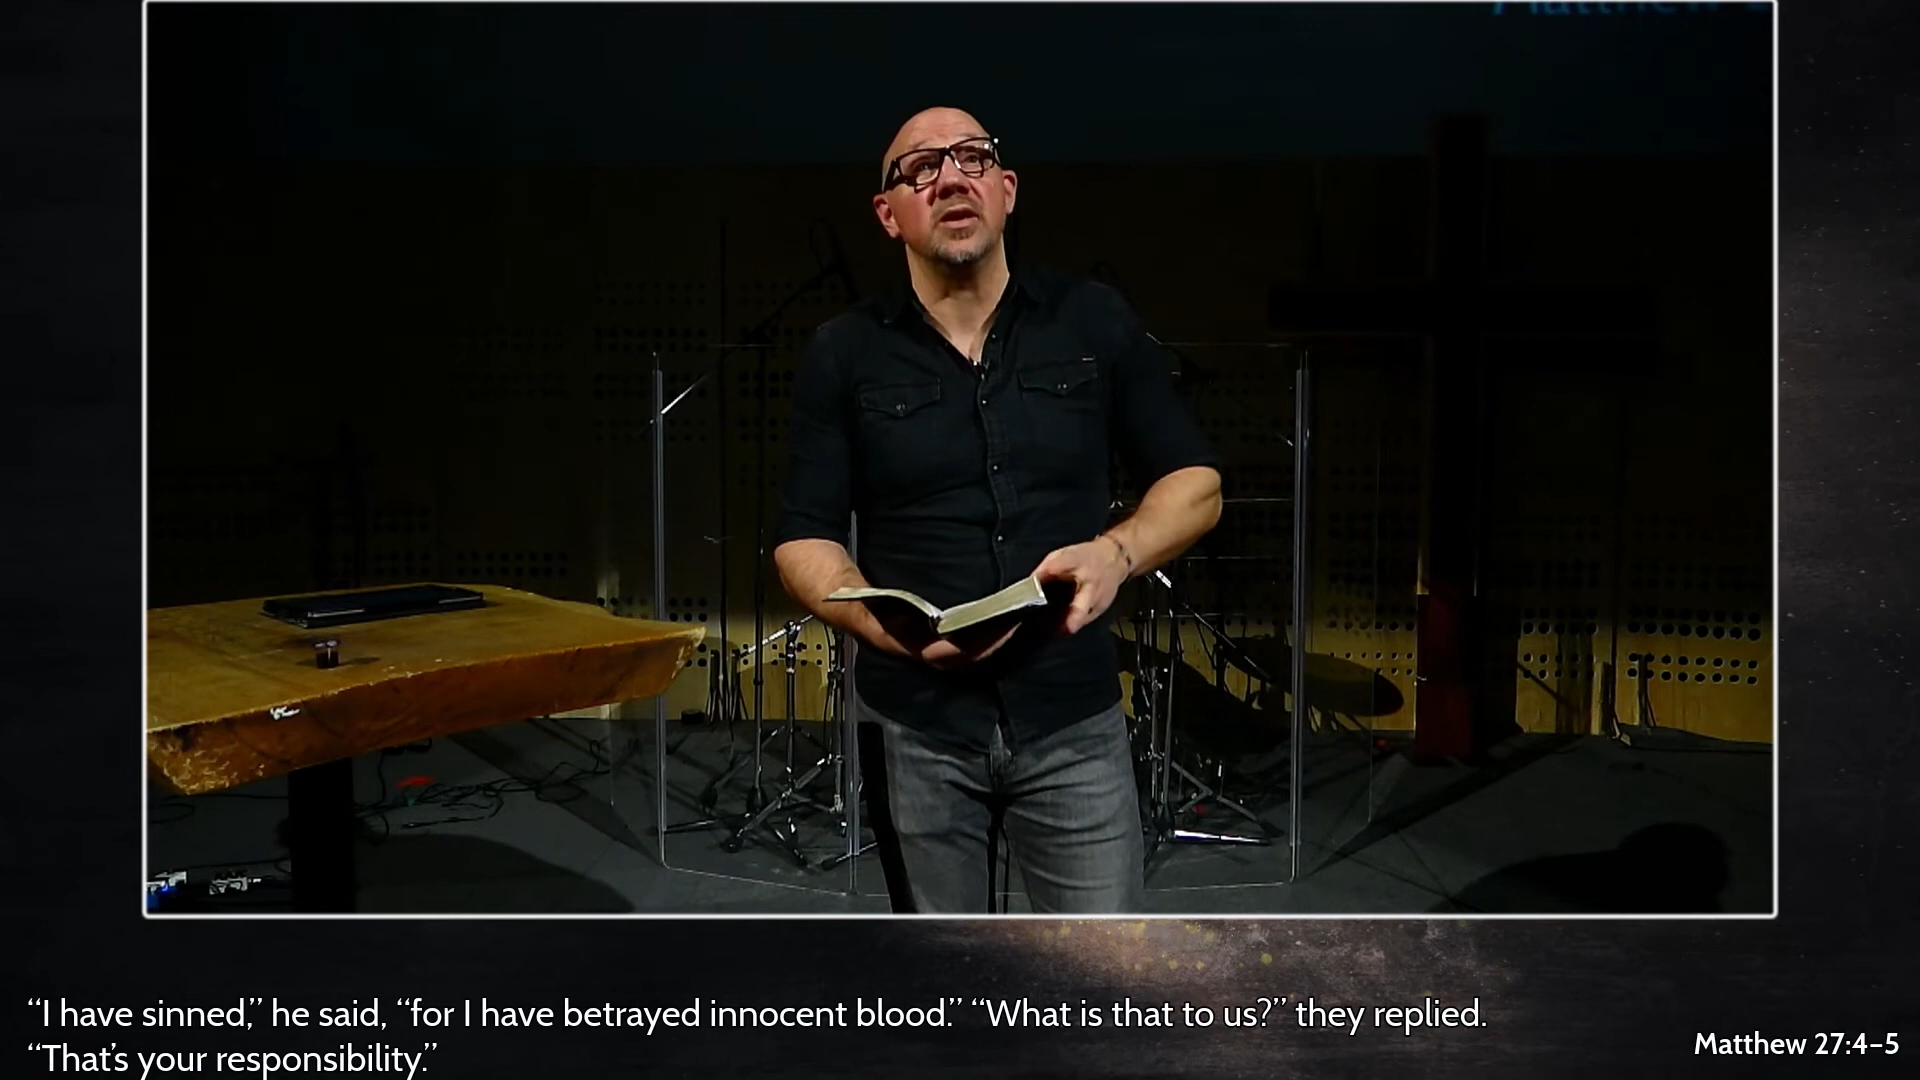 “I have sinned,” he said, “for I have betrayed innocent blood.” “What is that to us?” they replied.
“That’s your responsibility.”
Matthew 27:4–5